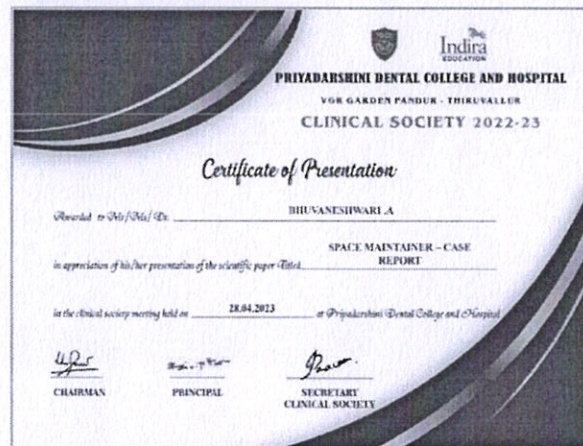 Indira
EDUCATION
PRIYADARSHINI DENTAL COLLEGE AND HOSPITAL
VGR GARDEN PANDUR - THIRUVALLUR
CLINICAL SOCIETY 2022-23
Certificate of Presentation
Awarded to Mr/Ms/ Dr. BHUVANESHWARI .A
SPACE MAINTAINER – CASE
in appreciation of his/her presentation of the scientific paper Titled REPORT
in the clinical society meeting held on 28.04.2023 at Priyadarshini Dental College and Hospital
CHAIRMAN PRINCIPAL SECRETARY
CLINICAL SOCIETY